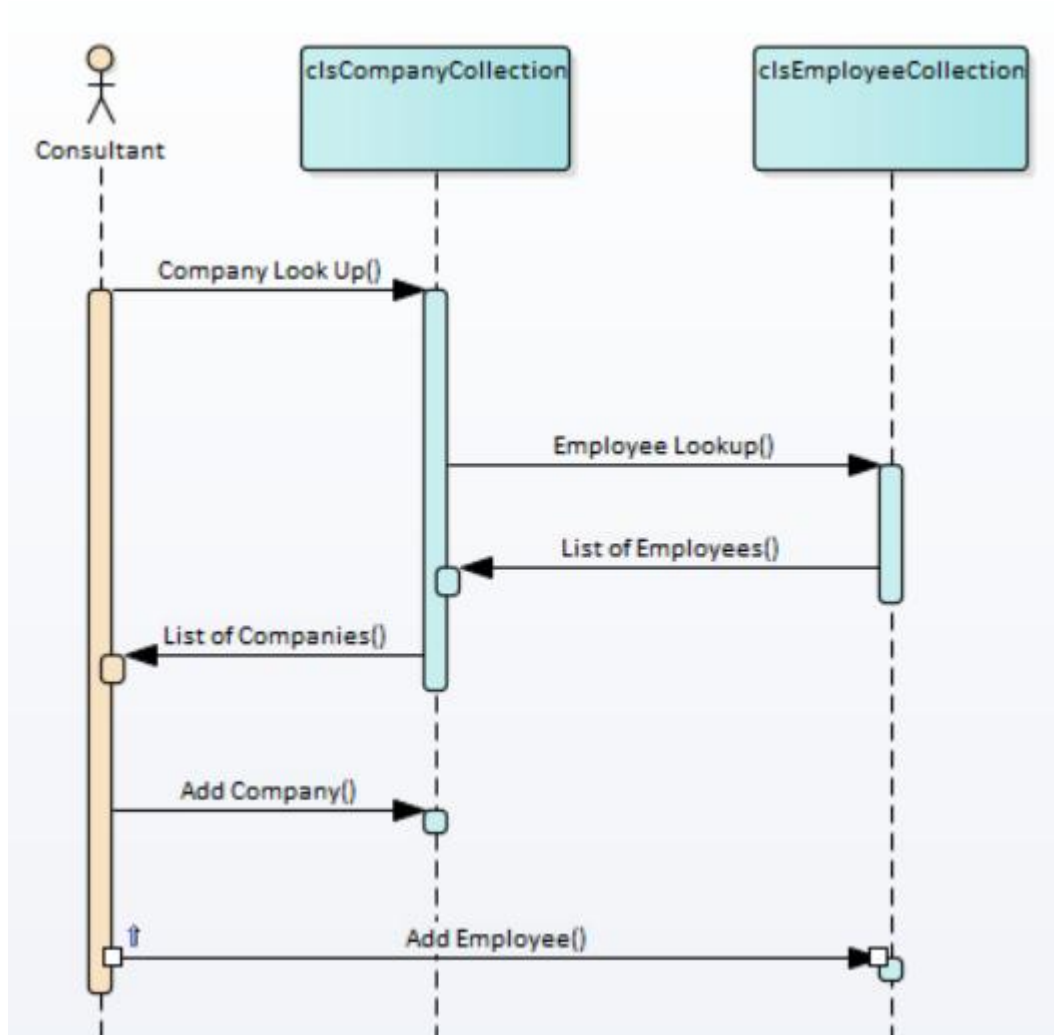 clsCompanyCollection
clsEmployeeCollection
Consultant
Company Look Up()
Employee Lookup()
List of Employees()
List of Companies()
Add Company()
Add Employee()